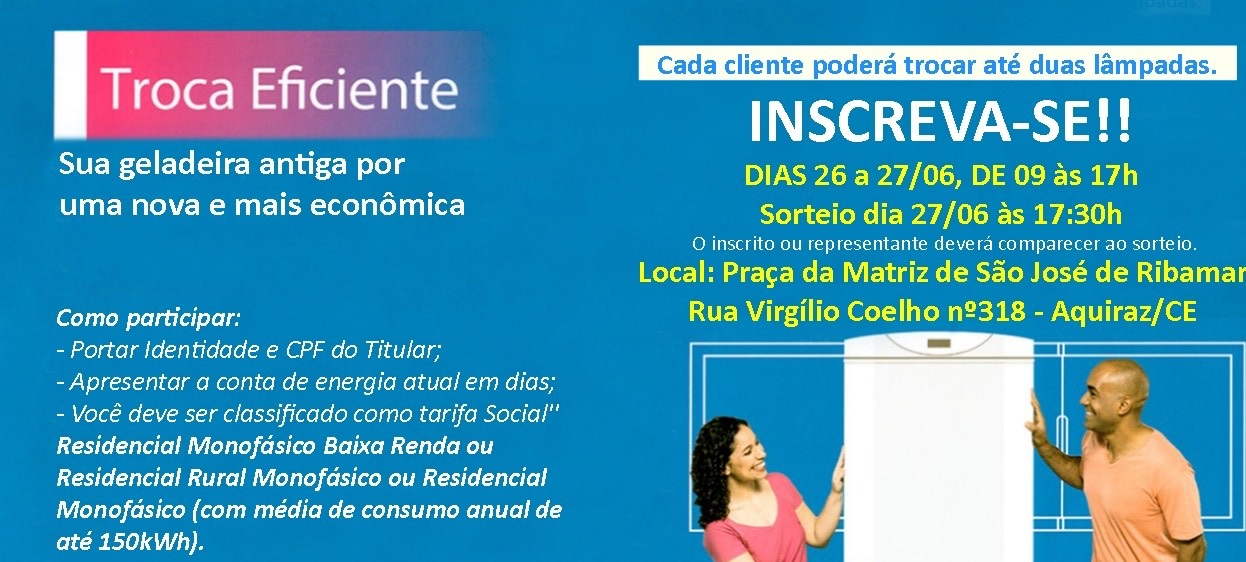 Troca Eficiente
Sua geladeira antiga por
uma nova e mais econômica
Como participar:
- Portar Identidade e CPF do Titular;
- Apresentar a conta de energia atual em dias;
- Você deve ser classificado como tarifa Social"
Residencial Monofásico Baixa Renda ou
Residencial Rural Monofásico ou Residencial
Monofásico (com média de consumo anual de
até 150kWh).
Cada cliente poderá trocar até duas lâmpadas.
INSCREVA-SE!!
DIAS 26 a 27/06, DE 09 às 17h
Sorteio dia 27/06 às 17:30h
O inscrito ou representante deverá comparecer ao sorteio.
Local: Praça da Matriz de São José de Ribamar
Rua Virgílio Coelho nº318 - Aquiraz/CE